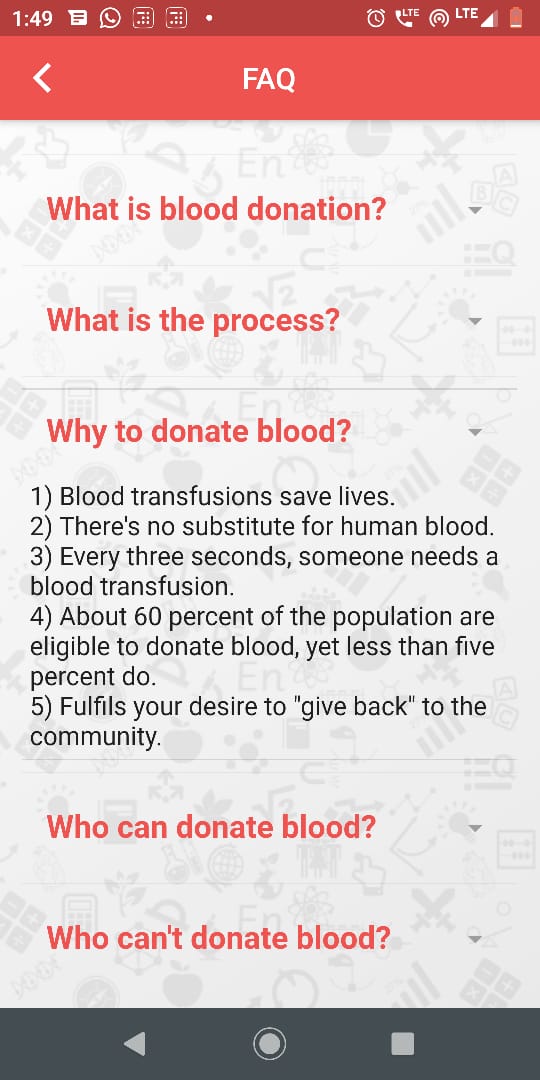 1:49 LTE LTE
FAQ
What is blood donation?
What is the process?
Why to donate blood?
1) Blood transfusions save lives.
2) There's no substitute for human blood.
3) Every three seconds, someone needs a
blood transfusion.
4) About 60 percent of the population are
eligible to donate blood, yet less than five
percent do.
5) Fulfils your desire to "give back" to the
community.
Who can donate blood?
Who can't donate blood?